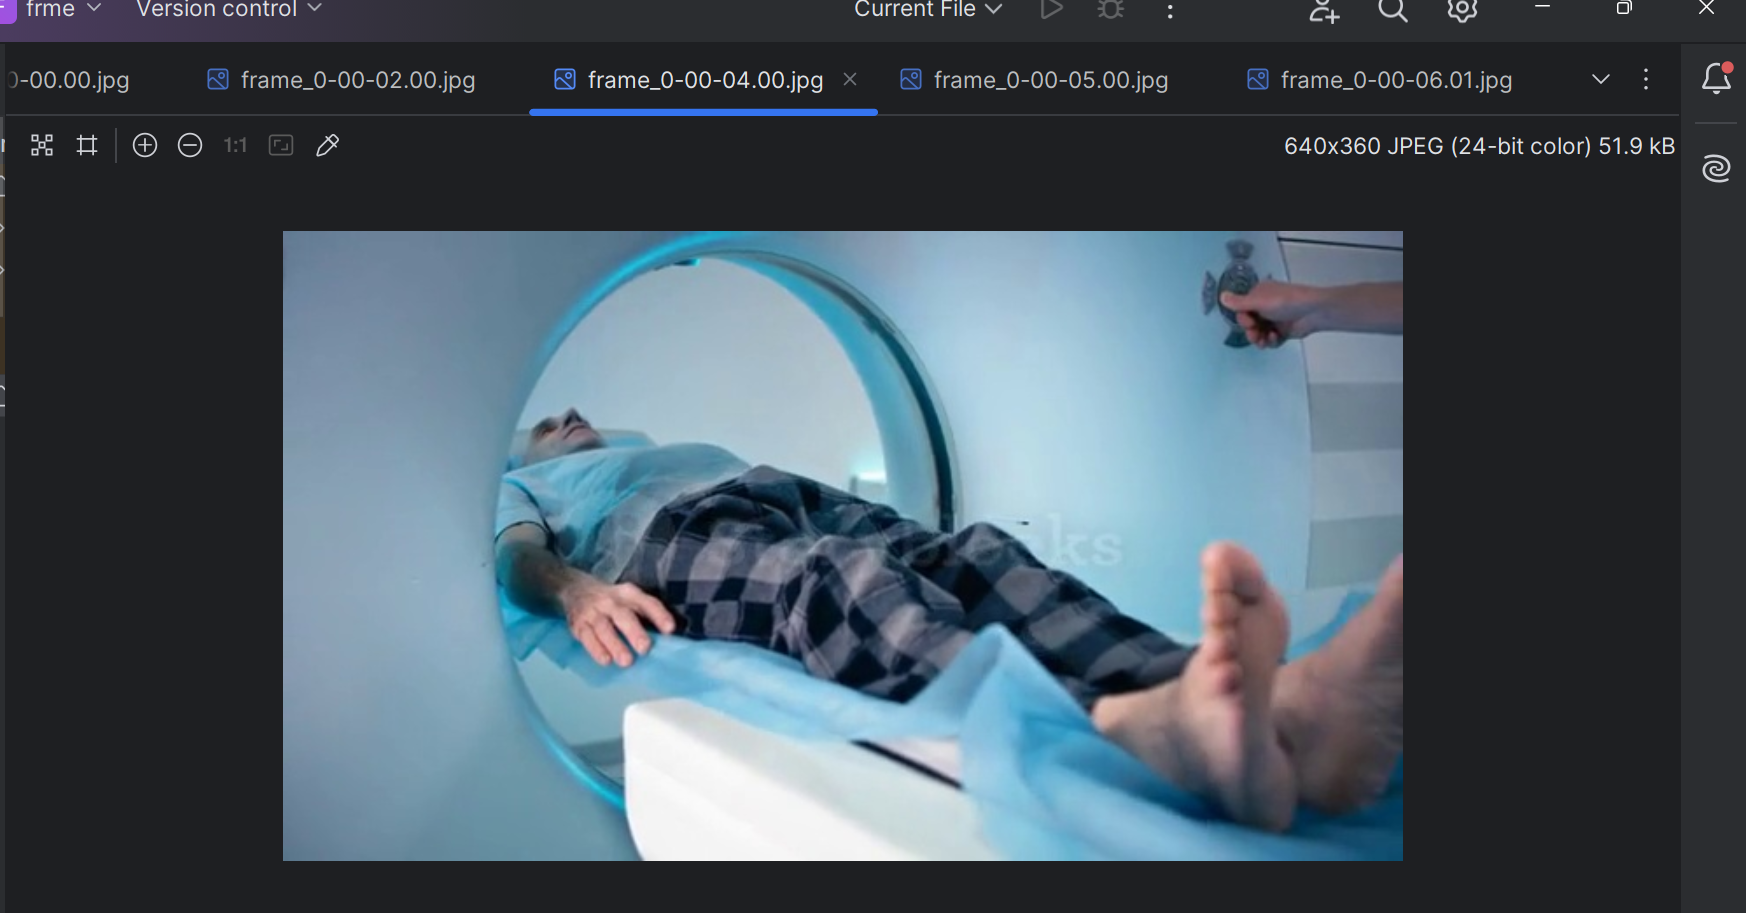 frme Version control Current File
0-00.00.jpg frame_0-00-02.00.jpg frame_0-00-04.00.jpg frame_0-00-05.00.jpg frame_0-00-06.01.jpg
1:1 640x360 JPEG (24-bit color) 51.9 kB